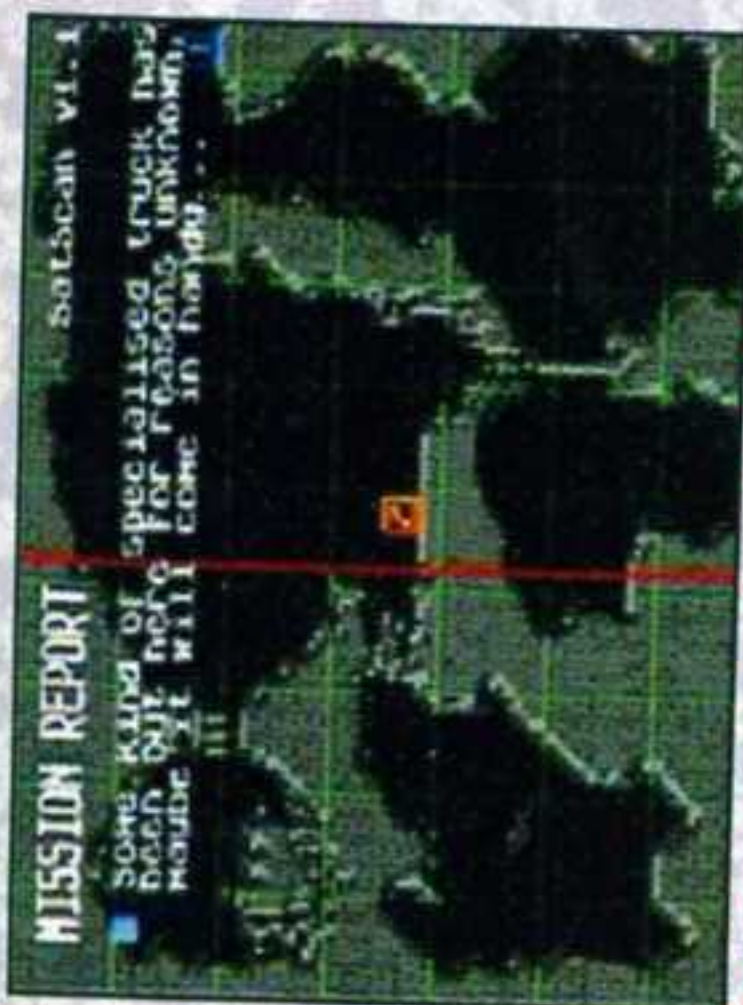 MISSION REPORT
SatScan v1.1
Some kind of specialised truck has
been put here for reasons unknown,
Maybe it will come in handy...